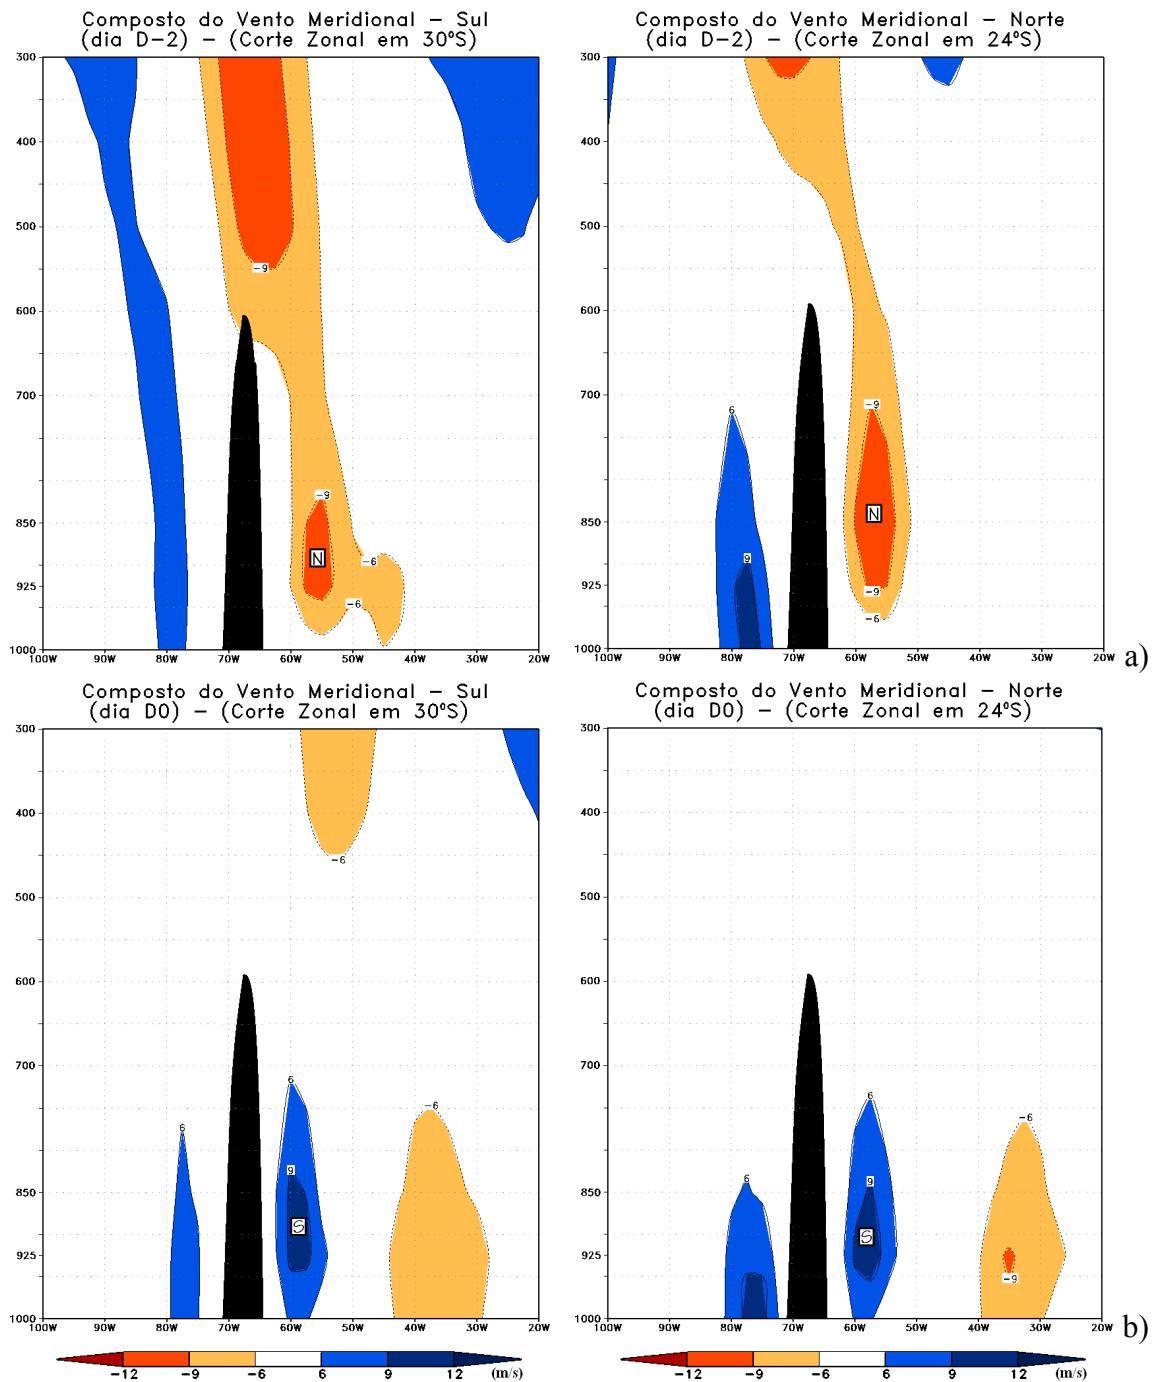 Composto do Vento Meridional – Sul
(dia D–2) – (Corte Zonal em 30ºS)
Composto do Vento Meridional – Norte
(dia D–2) – (Corte Zonal em 24ºS)
300
400
500
600
700
850
925
1000
100W 90W 80W 70W 60W 50W 40W 30W 20W
–9
–9
N
–6
–6
300
400
500
600
700
850
925
1000
100W 90W 80W 70W 60W 50W 40W 30W 20W
6
9
–9
N
–9
–6
a)
Composto do Vento Meridional – Sul
(dia D0) – (Corte Zonal em 30ºS)
Composto do Vento Meridional – Norte
(dia D0) – (Corte Zonal em 24ºS)
300
400
500
600
700
850
925
1000
100W 90W 80W 70W 60W 50W 40W 30W 20W
–6
6
6
9
S
–6
300
400
500
600
700
850
925
1000
100W 90W 80W 70W 60W 50W 40W 30W 20W
6
6
9
S
–6
–9
b)
–12 –9 –6 6 9 12 (m/s)
–12 –9 –6 6 9 12 (m/s)